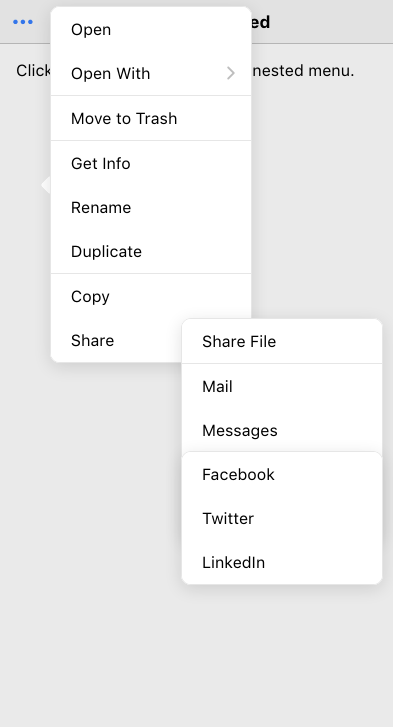 ••• ed
Click nested menu.
Open
Open With
Move to Trash
Get Info
Rename
Duplicate
Copy
Share
Share File
Mail
Messages
Facebook
Twitter
LinkedIn